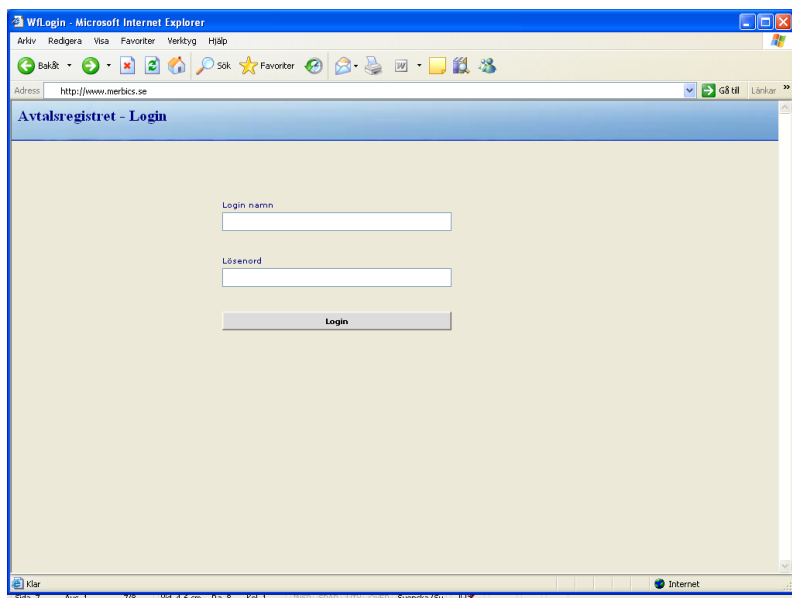 WfLogin - Microsoft Internet Explorer
Arkiv Redigera Visa Favoriter Verktyg Hjälp
Bakåt Sök Favoriter
Adress http://www.merbics.se Gå till Länkar »
Avtalsregistret - Login
Login namn
Lösenord
Login
Klar Internet